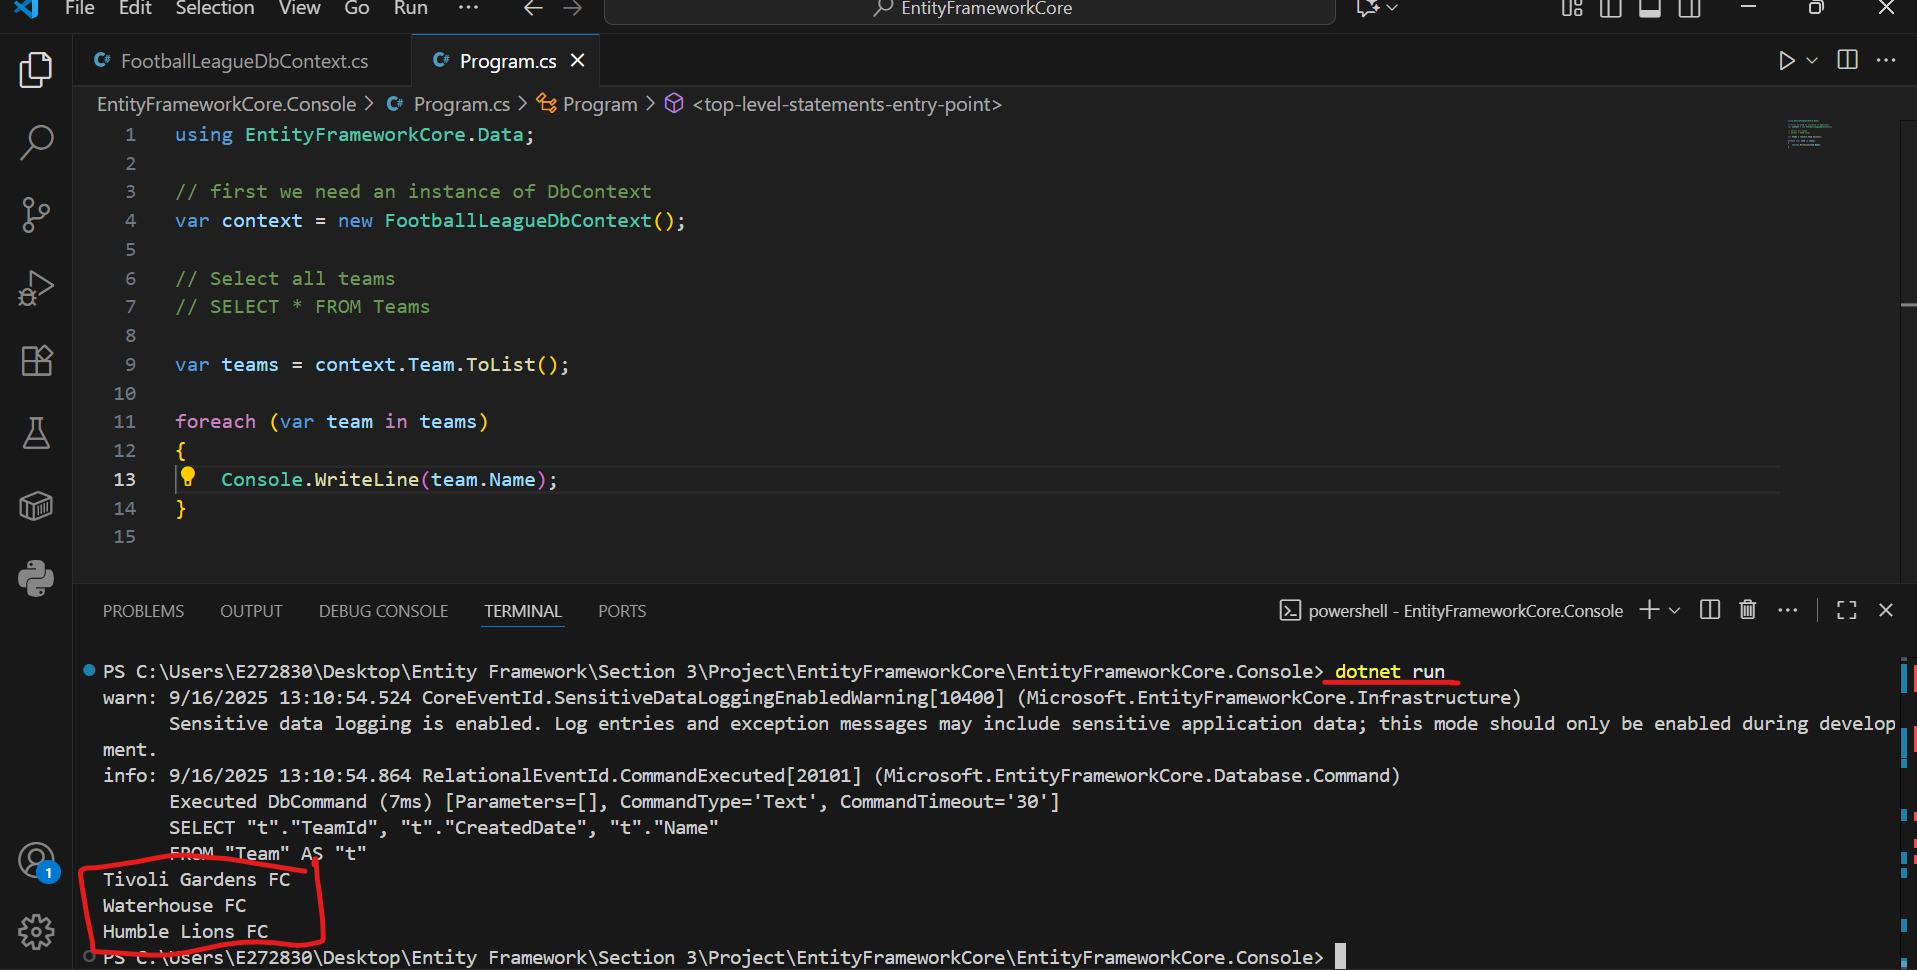 File Edit Selection View Go Run ··· EntityFrameworkCore
FootballLeagueDbContext.cs Program.cs
EntityFrameworkCore.Console > Program.cs > Program > <top-level-statements-entry-point>
1 using EntityFrameworkCore.Data;
2
3 // first we need an instance of DbContext
4 var context = new FootballLeagueDbContext();
5
6 // Select all teams
7 // SELECT * FROM Teams
8
9 var teams = context.Team.ToList();
10
11 foreach (var team in teams)
12 {
13 Console.WriteLine(team.Name);
14 }
15
PROBLEMS OUTPUT DEBUG CONSOLE TERMINAL PORTS powershell - EntityFrameworkCore.Console
PS C:\Users\E272830\Desktop\Entity Framework\Section 3\Project\EntityFrameworkCore\EntityFrameworkCore.Console> dotnet run
warn: 9/16/2025 13:10:54.524 CoreEventId.SensitiveDataLoggingEnabledWarning[10400] (Microsoft.EntityFrameworkCore.Infrastructure)
Sensitive data logging is enabled. Log entries and exception messages may include sensitive application data; this mode should only be enabled during develop
ment.
info: 9/16/2025 13:10:54.864 RelationalEventId.CommandExecuted[20101] (Microsoft.EntityFrameworkCore.Database.Command)
Executed DbCommand (7ms) [Parameters=[], CommandType='Text', CommandTimeout='30']
SELECT "t"."TeamId", "t"."CreatedDate", "t"."Name"
FROM "Team" AS "t"
1
Tivoli Gardens FC
Waterhouse FC
Humble Lions FC
PS C:\Users\E272830\Desktop\Entity Framework\Section 3\Project\EntityFrameworkCore\EntityFrameworkCore.Console>